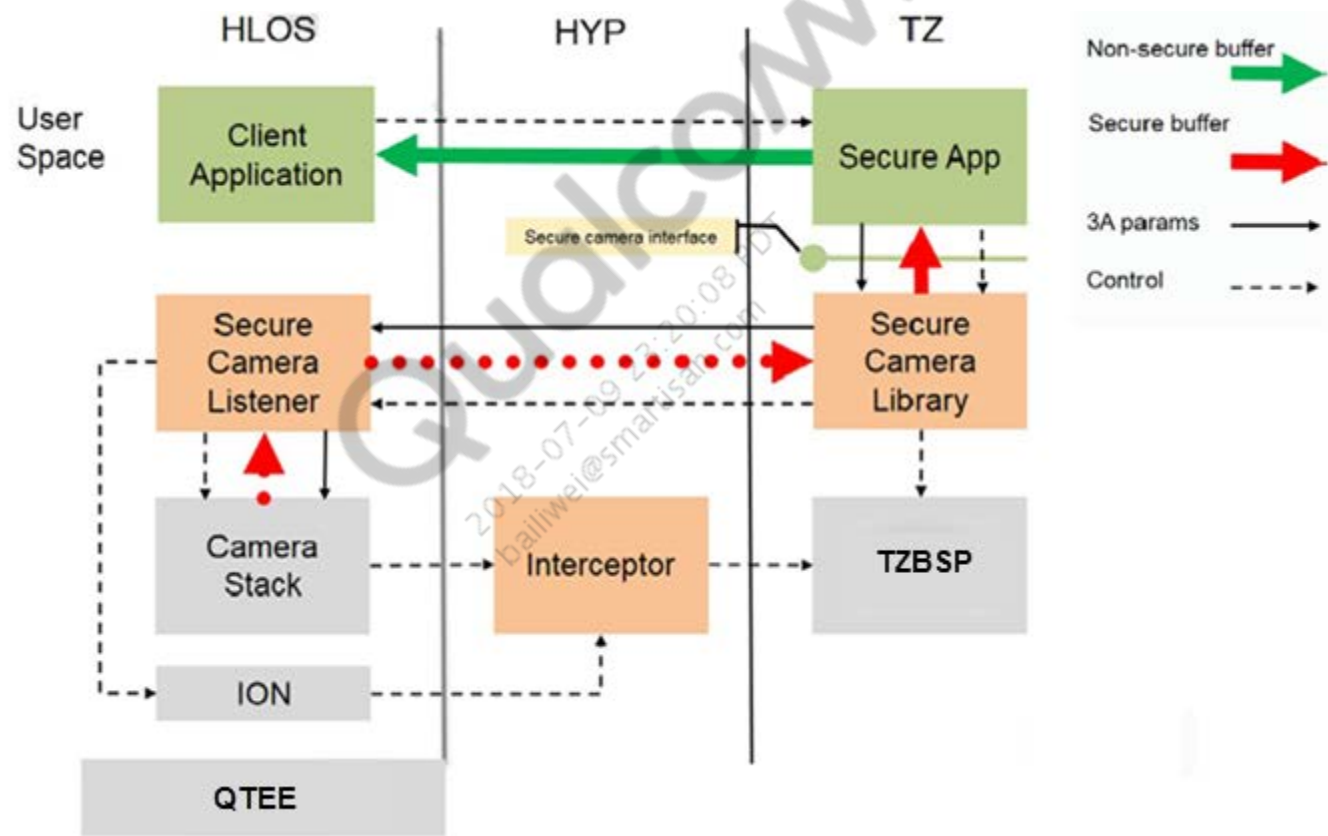 HLOS
HYP
TZ
Non-secure buffer
Secure buffer
3A params
Control
User
Space
Client
Application
Secure App
Secure camera interface
Secure
Camera
Listener
Secure
Camera
Library
Camera
Stack
Interceptor
TZBSP
ION
QTEE
Qualcom
2018-07-09 23:20:08 PDT
bailiwei@smartisan.com